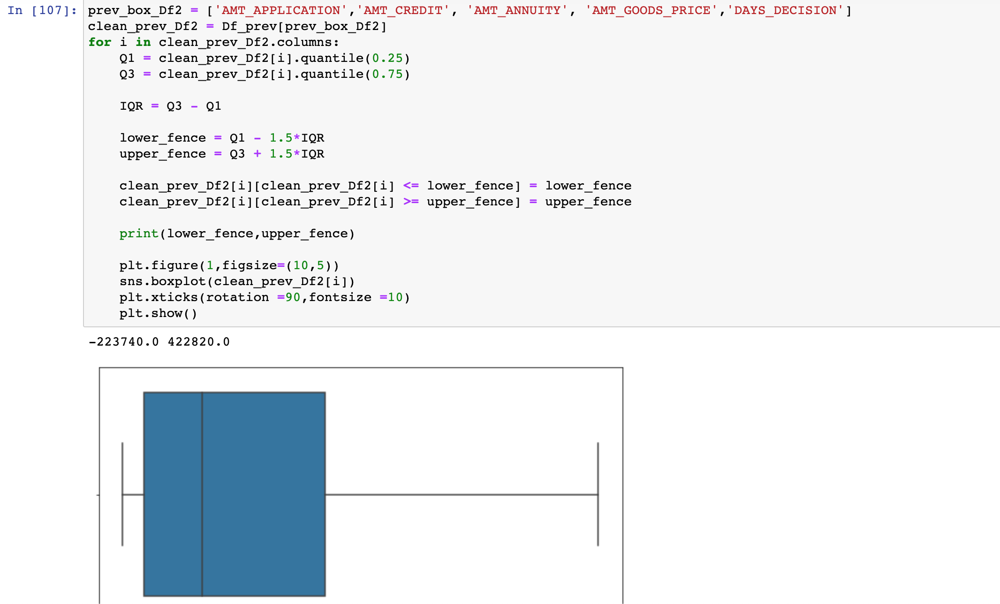 In [107]: prev_box_Df2 = ['AMT_APPLICATION','AMT_CREDIT', 'AMT_ANNUITY', 'AMT_GOODS_PRICE','DAYS_DECISION']
clean_prev_Df2 = Df_prev[prev_box_Df2]
for i in clean_prev_Df2.columns:
    Q1 = clean_prev_Df2[i].quantile(0.25)
    Q3 = clean_prev_Df2[i].quantile(0.75)
    IQR = Q3 - Q1
    lower_fence = Q1 - 1.5*IQR
    upper_fence = Q3 + 1.5*IQR
    clean_prev_Df2[i][clean_prev_Df2[i] <= lower_fence] = lower_fence
    clean_prev_Df2[i][clean_prev_Df2[i] >= upper_fence] = upper_fence
    print(lower_fence,upper_fence)
    plt.figure(1,figsize=(10,5))
    sns.boxplot(clean_prev_Df2[i])
    plt.xticks(rotation =90,fontsize =10)
    plt.show()
-223740.0 422820.0